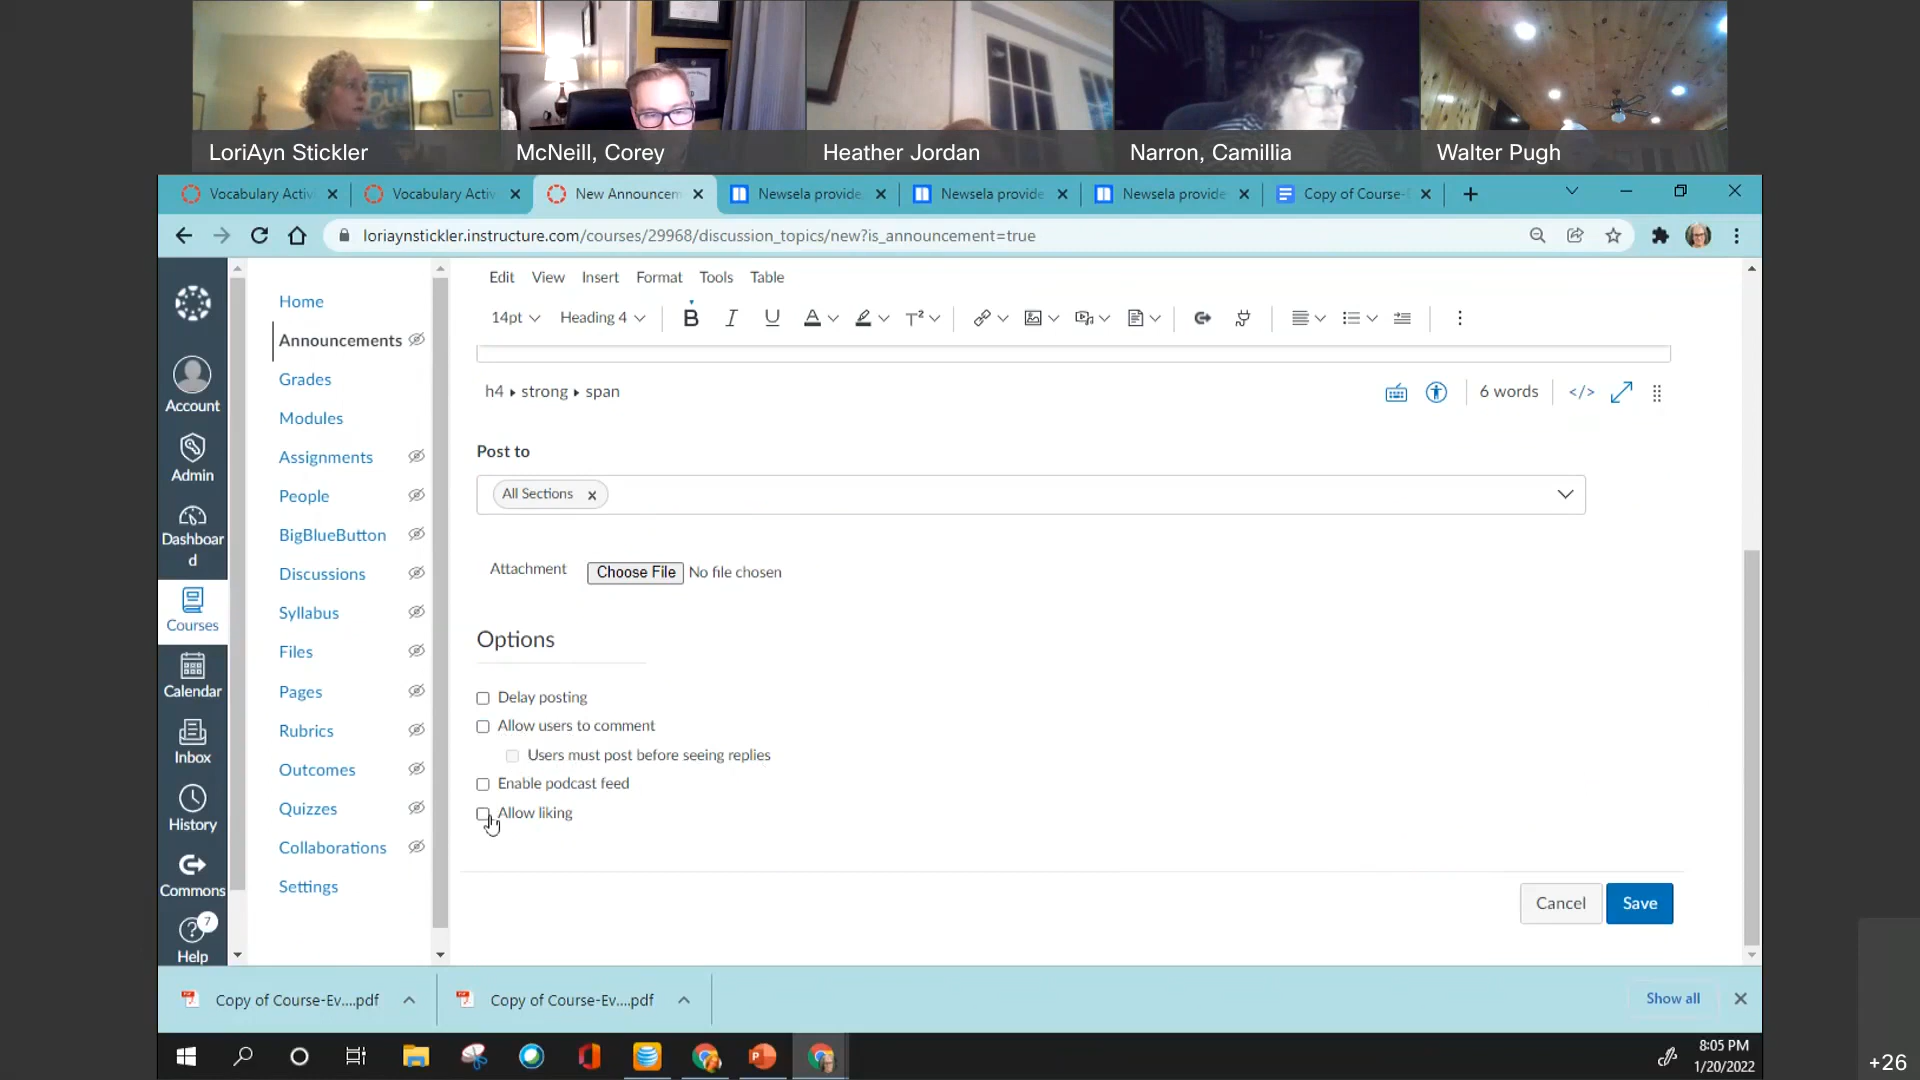 LoriAyn Stickler
McNeill, Corey
Heather Jordan
Narron, Camillia
Walter Pugh
Vocabulary Activ
Vocabulary Activ
New Announcem
Newsela provide
Newsela provide
Newsela provide
Copy of Course-E
loriaynstickler.instructure.com/courses/29968/discussion_topics/new?is_announcement=true
Account
Admin
Dashboar
d
Courses
Calendar
Inbox
History
Commons
7
Help
Home
Announcements
Grades
Modules
Assignments
People
BigBlueButton
Discussions
Syllabus
Files
Pages
Rubrics
Outcomes
Quizzes
Collaborations
Settings
Edit View Insert Format Tools Table
14pt Heading 4 B I U A T²
h4 ▸ strong ▸ span
6 words </>
Post to
All Sections
Attachment Choose File No file chosen
Options
Delay posting
Allow users to comment
Users must post before seeing replies
Enable podcast feed
Allow liking
Cancel Save
Copy of Course-Ev....pdf
Copy of Course-Ev....pdf
Show all
8:05 PM
1/20/2022
+26